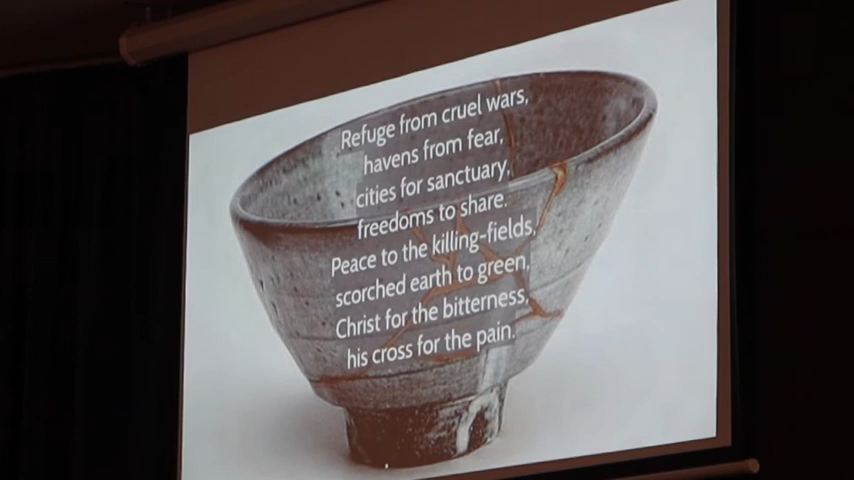 Refuge from cruel wars,
havens from fear,
cities for sanctuary,
freedoms to share.
Peace to the killing-fields,
scorched earth to green,
Christ for the bitterness,
his cross for the pain.